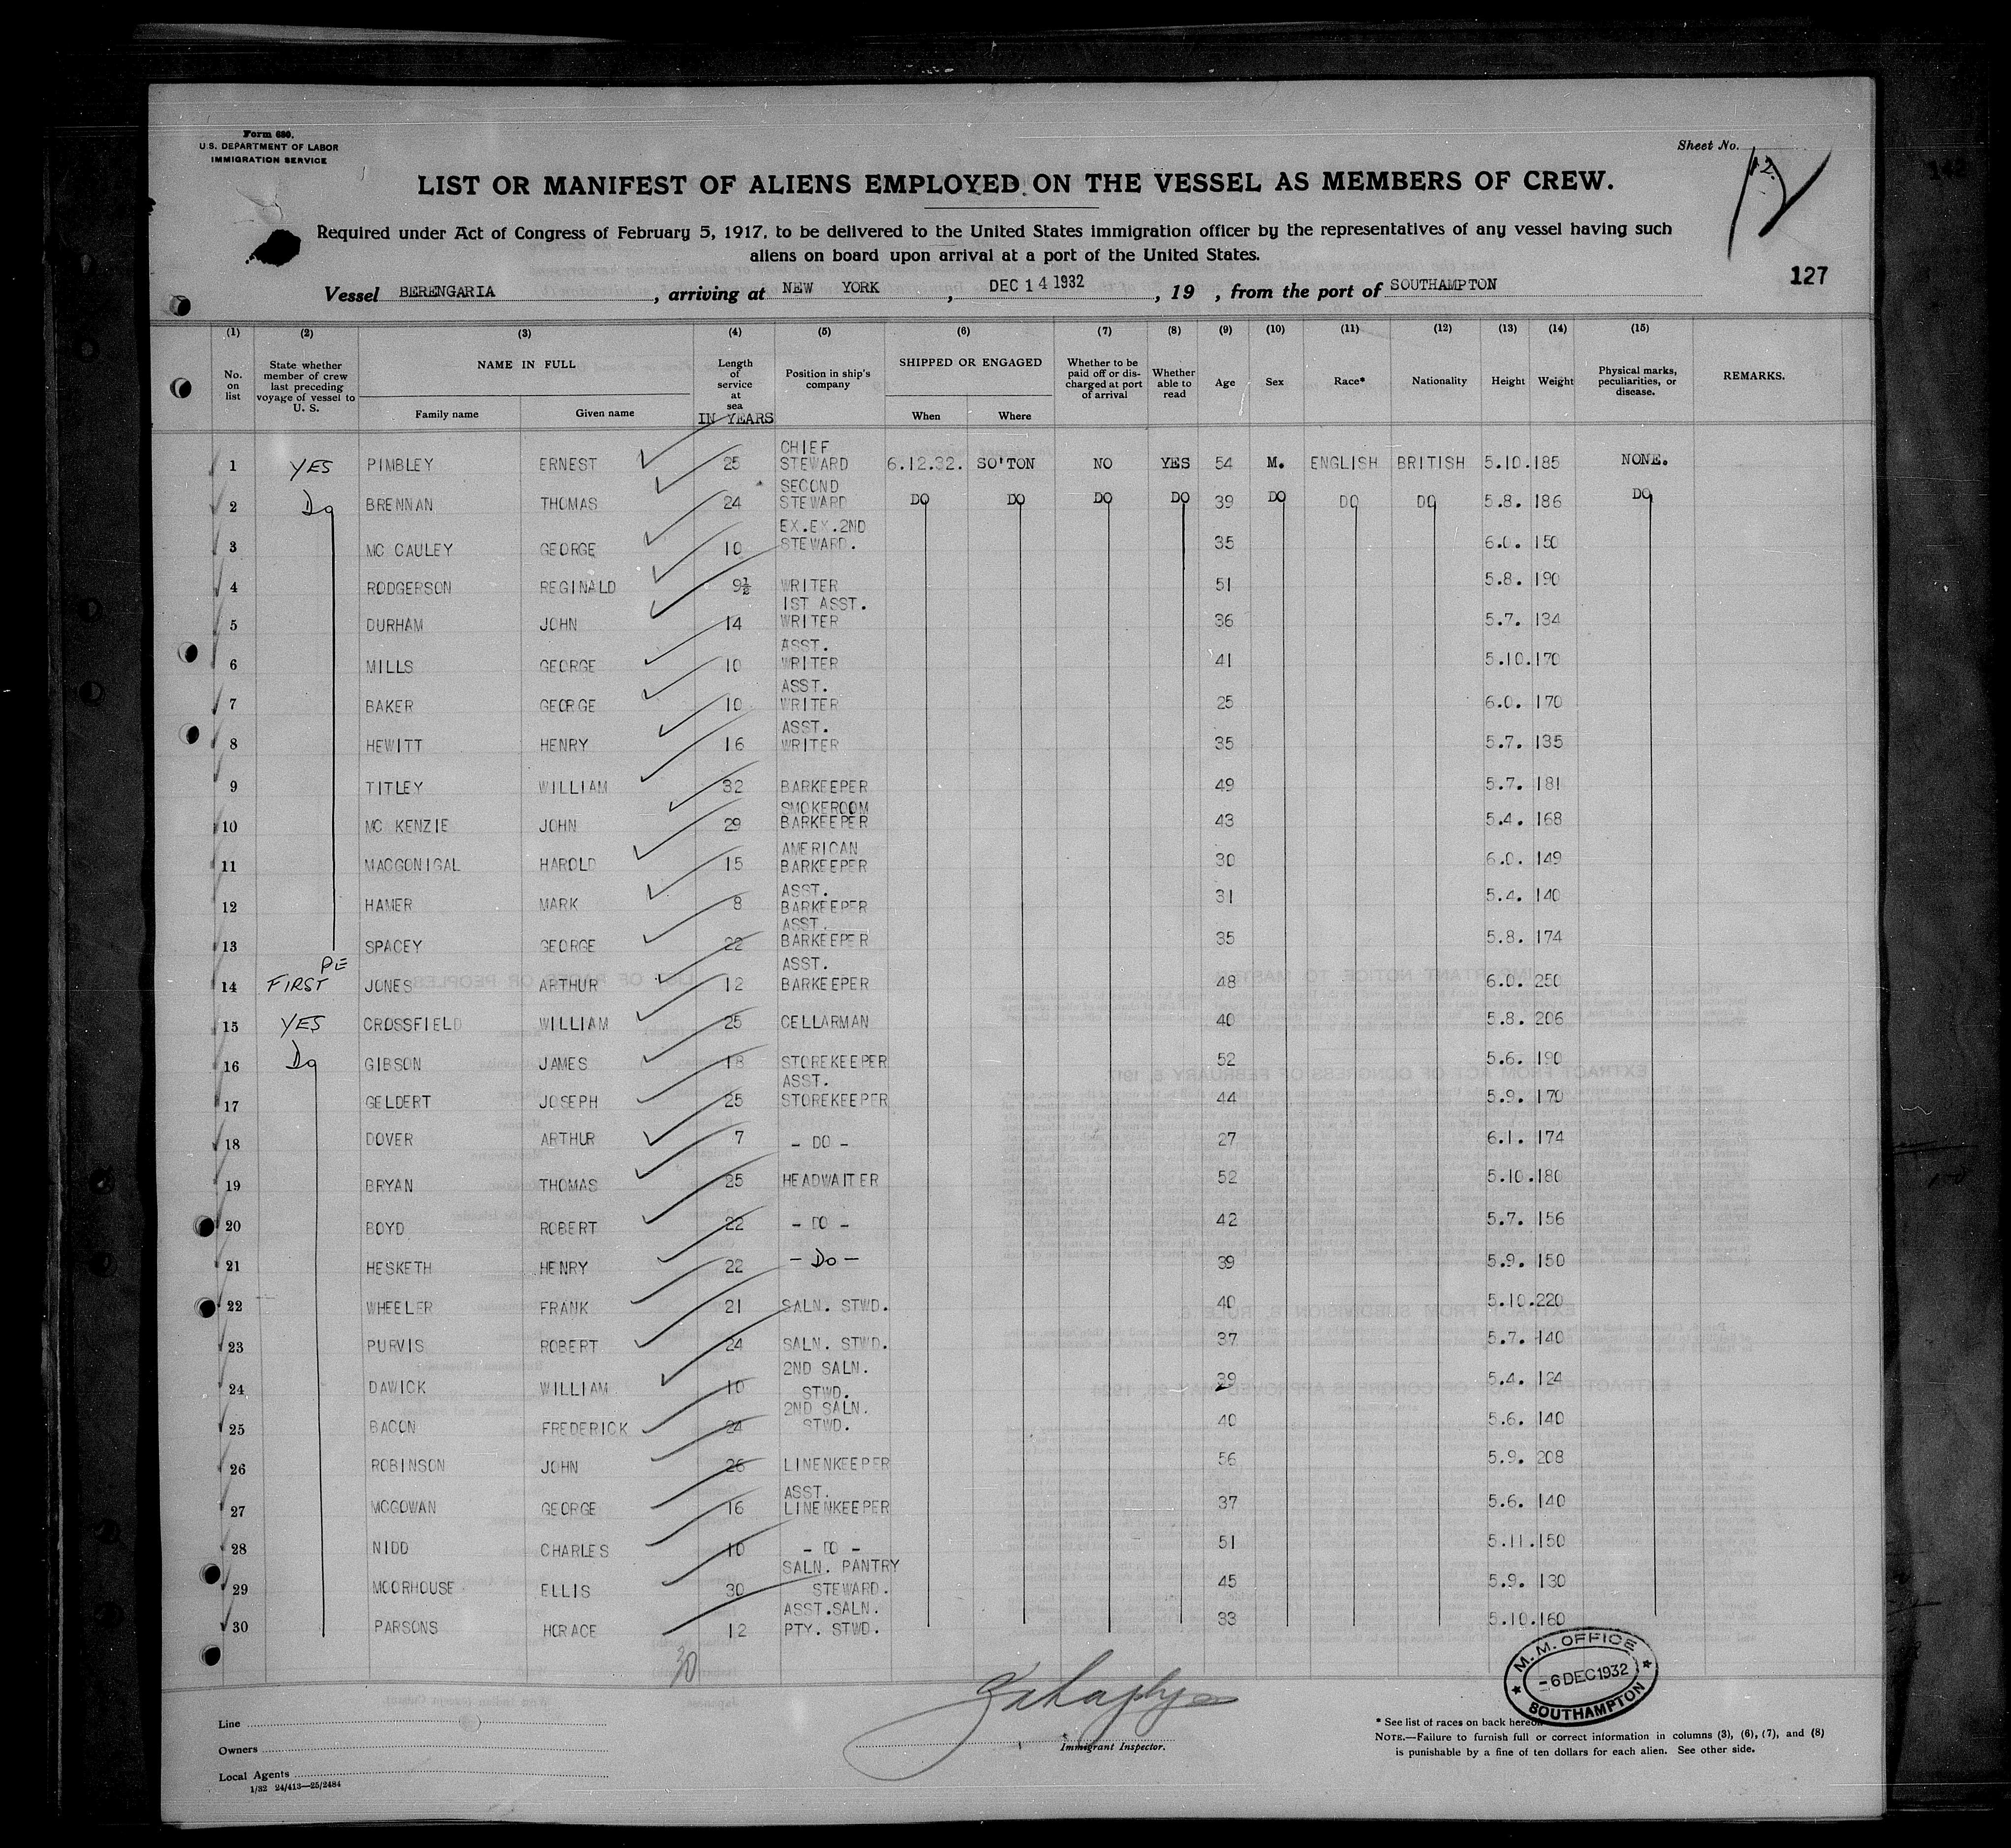 Form 680.
U.S. DEPARTMENT OF LABOR
IMMIGRATION SERVICE
Sheet No.
12
LIST OR MANIFEST OF ALIENS EMPLOYED ON THE VESSEL AS MEMBERS OF CREW.
Required under Act of Congress of February 5, 1917, to be delivered to the United States immigration officer by the representatives of any vessel having such
aliens on board upon arrival at a port of the United States.
127
Vessel BERENGARIA, arriving at NEW YORK, DEC 14 1932, 19 , from the port of SOUTHAMPTON
(1) (2) (3) (4) (5) (6) (7) (8) (9) (10) (11) (12) (13) (14) (15)
No. on list | State whether member of crew last preceding voyage of vessel to U. S. | NAME IN FULL | Family name | Given name | Length of service at sea IN YEARS | Position in ship's company | SHIPPED OR ENGAGED | When | Where | Whether to be paid off or discharged at port of arrival | Whether able to read | Age | Sex | Race* | Nationality | Height | Weight | Physical marks, peculiarities, or disease. | REMARKS.
1 YES PIMBLEY ERNEST 25 CHIEF STEWARD 6.12.32. SO'TON NO YES 54 M. ENGLISH BRITISH 5.10. 185 NONE.
2 Do BRENNAN THOMAS 24 SECOND STEWARD DO DO DO DO 39 DO DO DO 5.8. 186 DO
3 MC CAULEY GEORGE 10 EX.EX.2ND STEWARD. 35 6.0. 150
4 RODGERSON REGINALD 9½ WRITER 51 5.8. 190
5 DURHAM JOHN 14 1ST ASST. WRITER 36 5.7. 134
6 MILLS GEORGE 10 ASST. WRITER 41 5.10. 170
7 BAKER GEORGE 10 ASST. WRITER 25 6.0. 170
8 HEWITT HENRY 16 ASST. WRITER 35 5.7. 135
9 TITLEY WILLIAM 32 BARKEEPER 49 5.7. 181
10 MC KENZIE JOHN 29 SMOKEROOM BARKEEPER 43 5.4. 168
11 MAGGONIGAL HAROLD 15 AMERICAN BARKEEPER 30 6.0. 149
12 HAMER MARK 8 ASST. BARKEEPER 31 5.4. 140
13 SPACEY GEORGE 22 ASST. BARKEEPER 35 5.8. 174
14 FIRST JONES ARTHUR 12 ASST. BARKEEPER 48 6.0. 250
15 YES CROSSFIELD WILLIAM 25 CELLARMAN 40 5.8. 206
16 Do GIBSON JAMES 18 STOREKEEPER 52 5.6. 190
17 GELDERT JOSEPH 25 ASST. STOREKEEPER 44 5.9. 170
18 DOVER ARTHUR 7 - DO - 27 6.1. 174
19 BRYAN THOMAS 25 HEADWAITER 52 5.10. 180
20 BOYD ROBERT 22 - DO - 42 5.7. 156
21 HESKETH HENRY 22 - Do - 39 5.9. 150
22 WHEELER FRANK 21 SALN. STWD. 40 5.10. 220
23 PURVIS ROBERT 24 SALN. STWD. 37 5.7. 140
24 DAWICK WILLIAM 10 2ND SALN. STWD. 29 5.4. 124
25 BACON FREDERICK 24 2ND SALN. STWD. 40 5.6. 140
26 ROBINSON JOHN 26 LINENKEEPER 56 5.9. 208
27 MCGOWAN GEORGE 16 ASST. LINENKEEPER 37 5.6. 140
28 NIDD CHARLES 10 - DO - 51 5.11. 150
29 MOORHOUSE ELLIS 30 SALN. PANTRY STEWARD. 45 5.9. 130
30 PARSONS HORACE 12 ASST.SALN. PTY. STWD. 33 5.10. 160
30
M.M. OFFICE
-6 DEC 1932
SOUTHAMPTON
Line
Owners
Local Agents
1/32 24/413—25/2484
Immigrant Inspector.
* See list of races on back hereof
NOTE.—Failure to furnish full or correct information in columns (3), (6), (7), and (8)
is punishable by a fine of ten dollars for each alien. See other side.